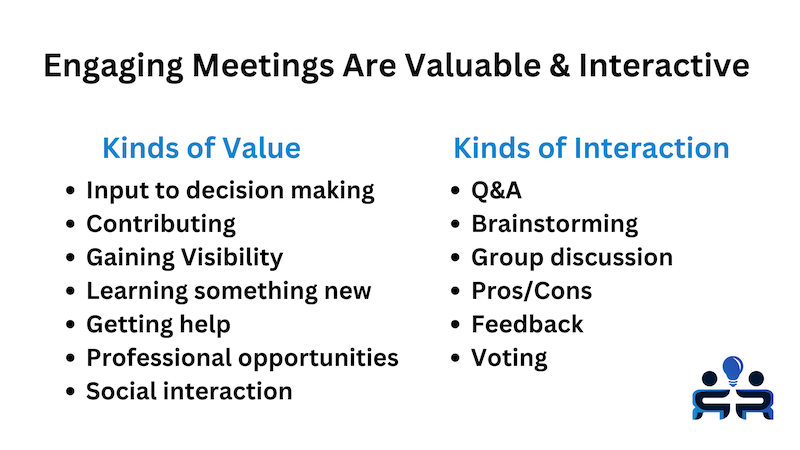 Engaging Meetings Are Valuable & Interactive
Kinds of Value
• Input to decision making
• Contributing
• Gaining Visibility
• Learning something new
• Getting help
• Professional opportunities
• Social interaction
Kinds of Interaction
• Q&A
• Brainstorming
• Group discussion
• Pros/Cons
• Feedback
• Voting